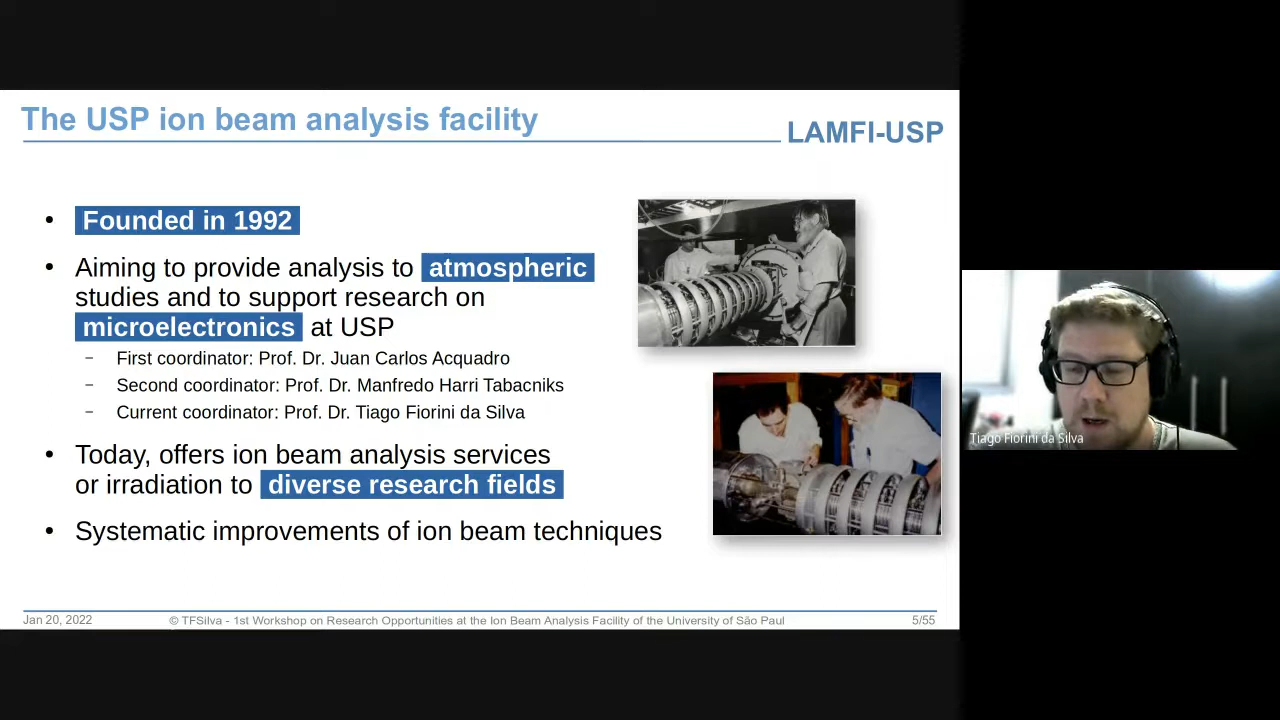 The USP ion beam analysis facility
LAMFI-USP
• Founded in 1992
• Aiming to provide analysis to atmospheric
studies and to support research on
microelectronics at USP
– First coordinator: Prof. Dr. Juan Carlos Acquadro
– Second coordinator: Prof. Dr. Manfredo Harri Tabacniks
– Current coordinator: Prof. Dr. Tiago Fiorini da Silva
• Today, offers ion beam analysis services
or irradiation to diverse research fields
• Systematic improvements of ion beam techniques
Tiago Fiorini da Silva
Jan 20, 2022
© TFSilva - 1st Workshop on Research Opportunities at the Ion Beam Analysis Facility of the University of São Paul
5/55